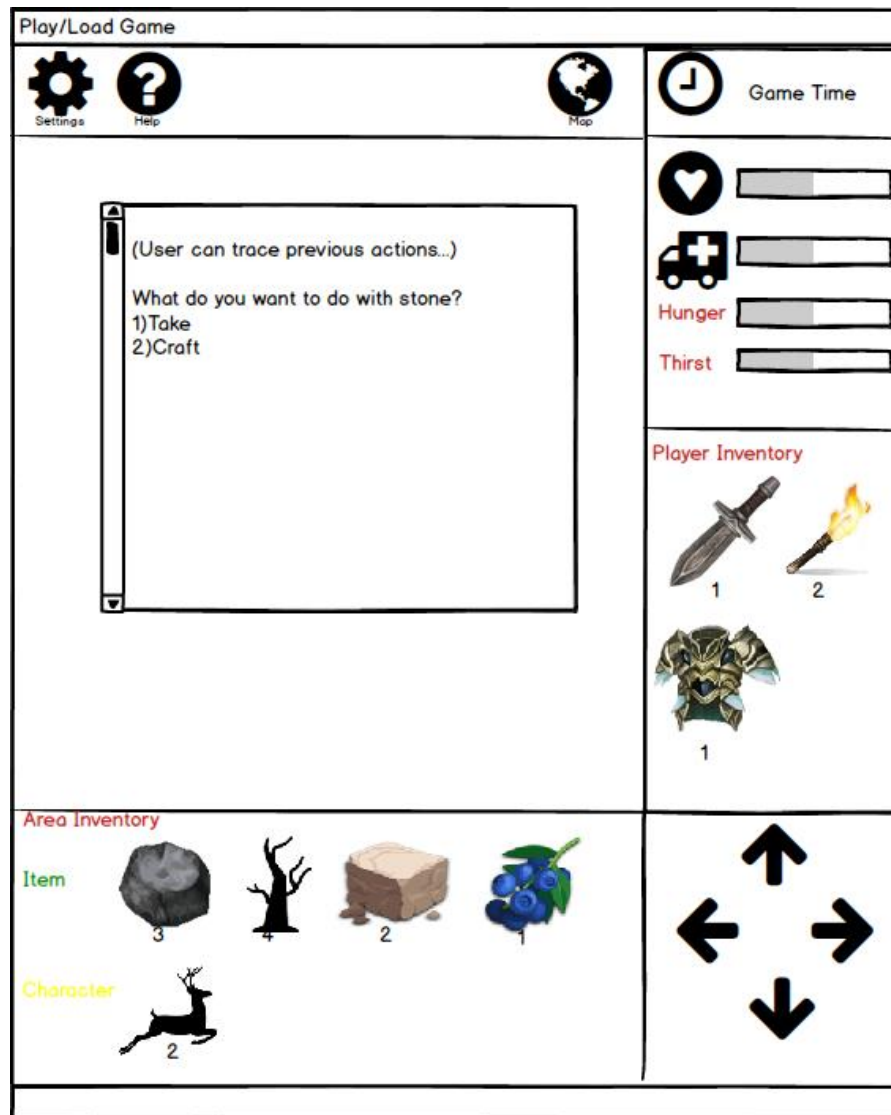 Play/Load Game
Settings
Help
Map
Game Time
(User can trace previous actions...)
What do you want to do with stone?
1)Take
2)Craft
Hunger
Thirst
Player Inventory
1
2
1
Area Inventory
Item
3
4
2
1
Character
2